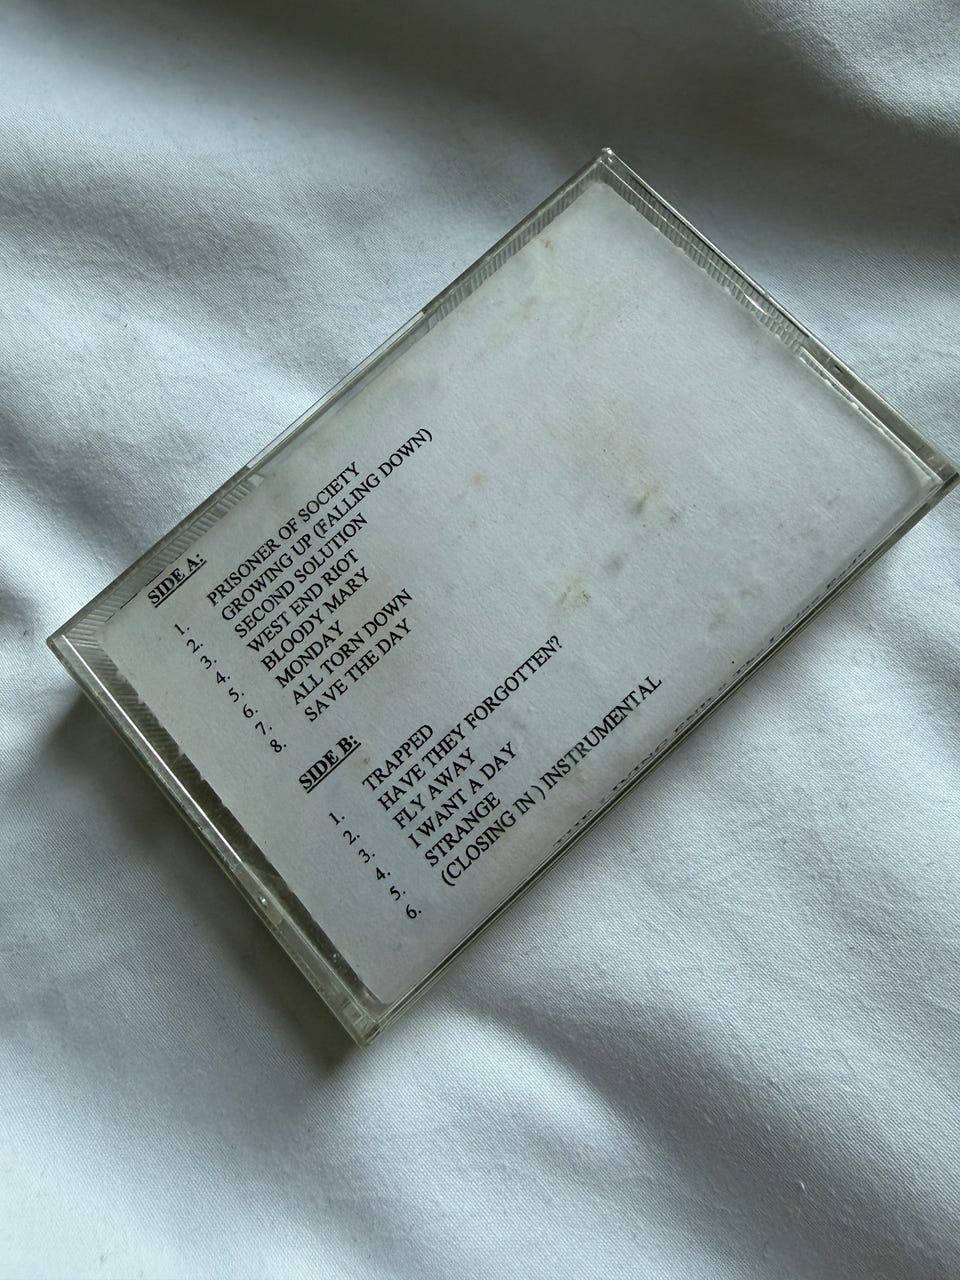 SIDE A:
1. PRISONER OF SOCIETY
2. GROWING UP (FALLING DOWN)
3. SECOND SOLUTION
4. WEST END RIOT
5. BLOODY MARY
6. MONDAY
7. ALL TORN DOWN
8. SAVE THE DAY
SIDE B:
1. TRAPPED
2. HAVE THEY FORGOTTEN?
3. FLY AWAY
4. I WANT A DAY
5. STRANGE
6. (CLOSING IN ) INSTRUMENTAL